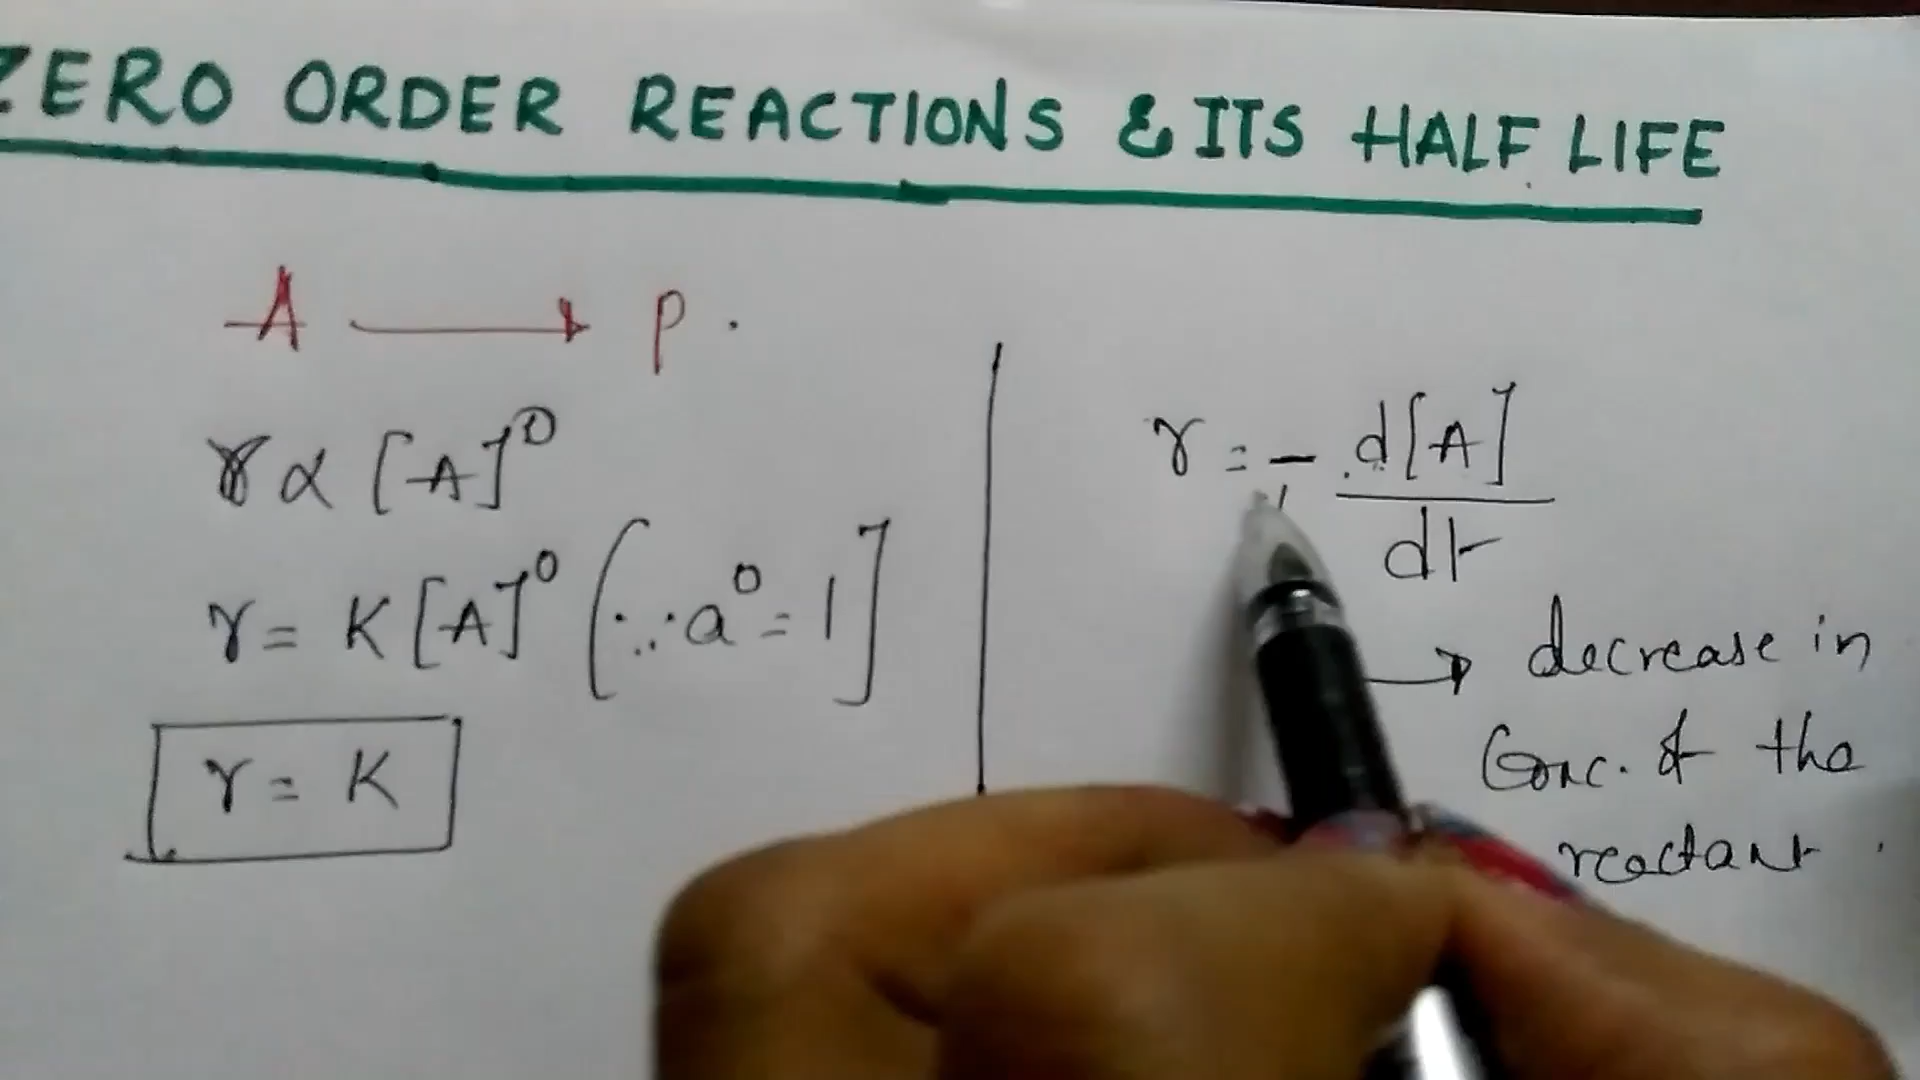 ZERO ORDER REACTIONS & ITS HALF LIFE
A ⟶ P .
r ∝ [A]⁰
r = K [A]⁰ [∵ a⁰ = 1]
r = K
r = - d[A]
dt
→ decrease in
Conc. of the
reactant .